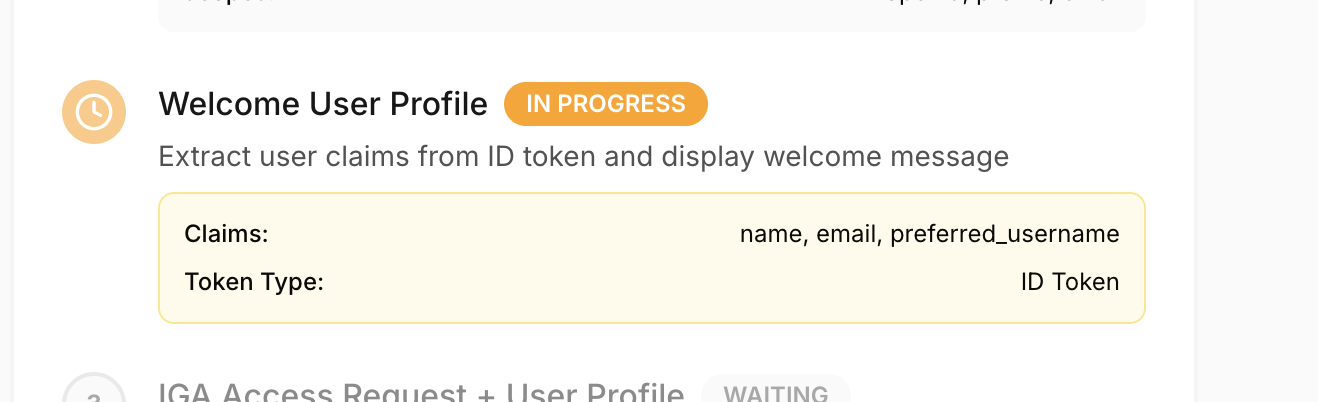 Welcome User Profile IN PROGRESS
Extract user claims from ID token and display welcome message
Claims: name, email, preferred_username
Token Type: ID Token
IGA Access Request + User Profile WAITING